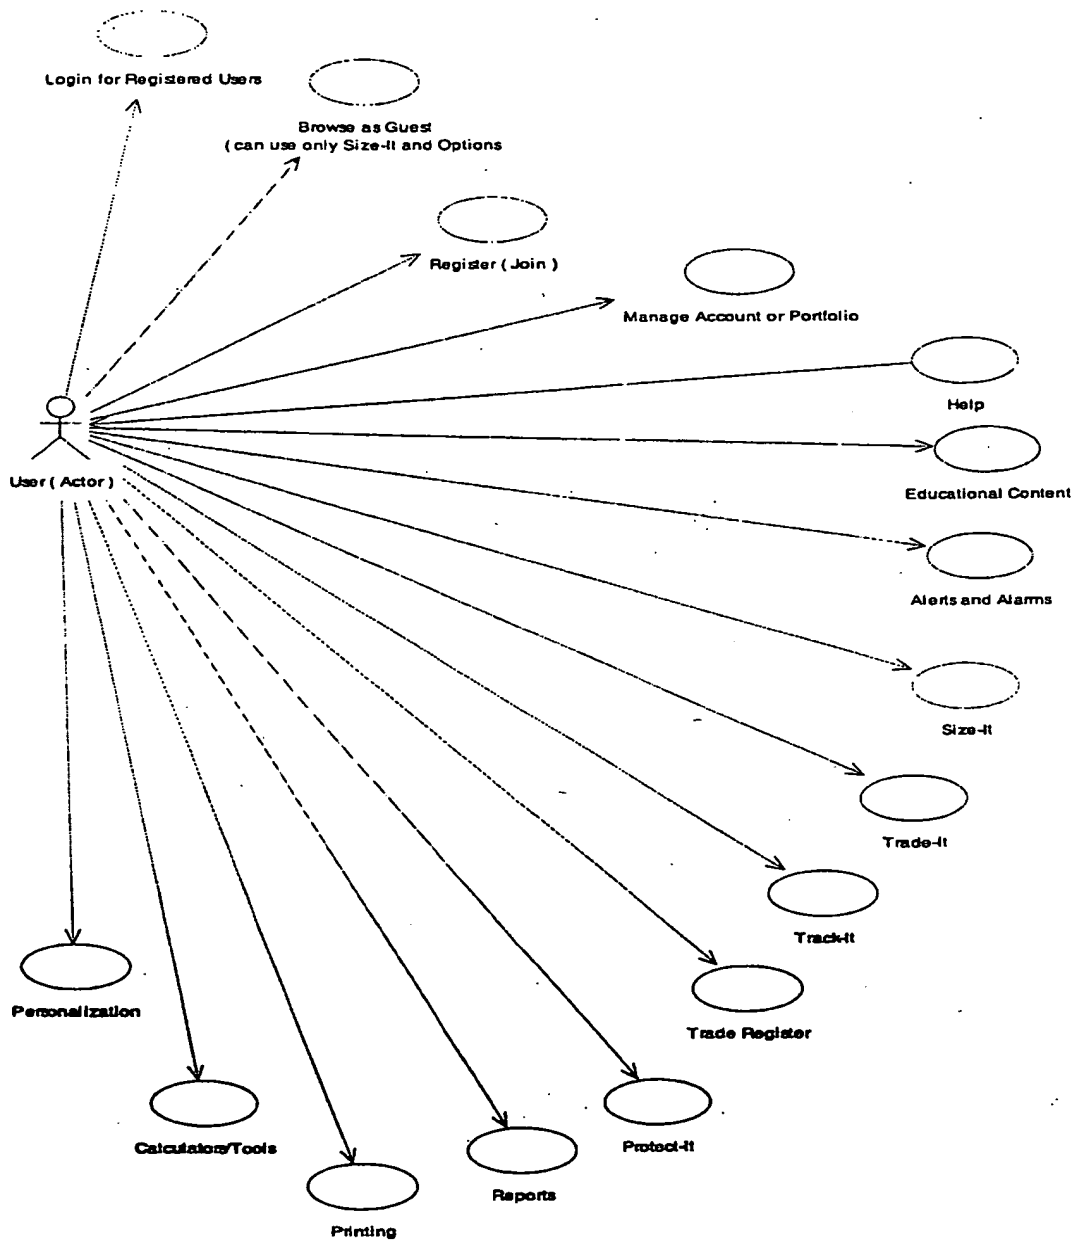 Login for Registered Users
Browse as Guest
( can use only Size-It and Options
Register ( Join )
Manage Account or Portfolio
Help
User ( Actor )
Educational Content
Alerts and Alarms
Size-It
Trade-It
Track-It
Personalization
Trade Register
Calculators/Tools
Protect-It
Reports
Printing